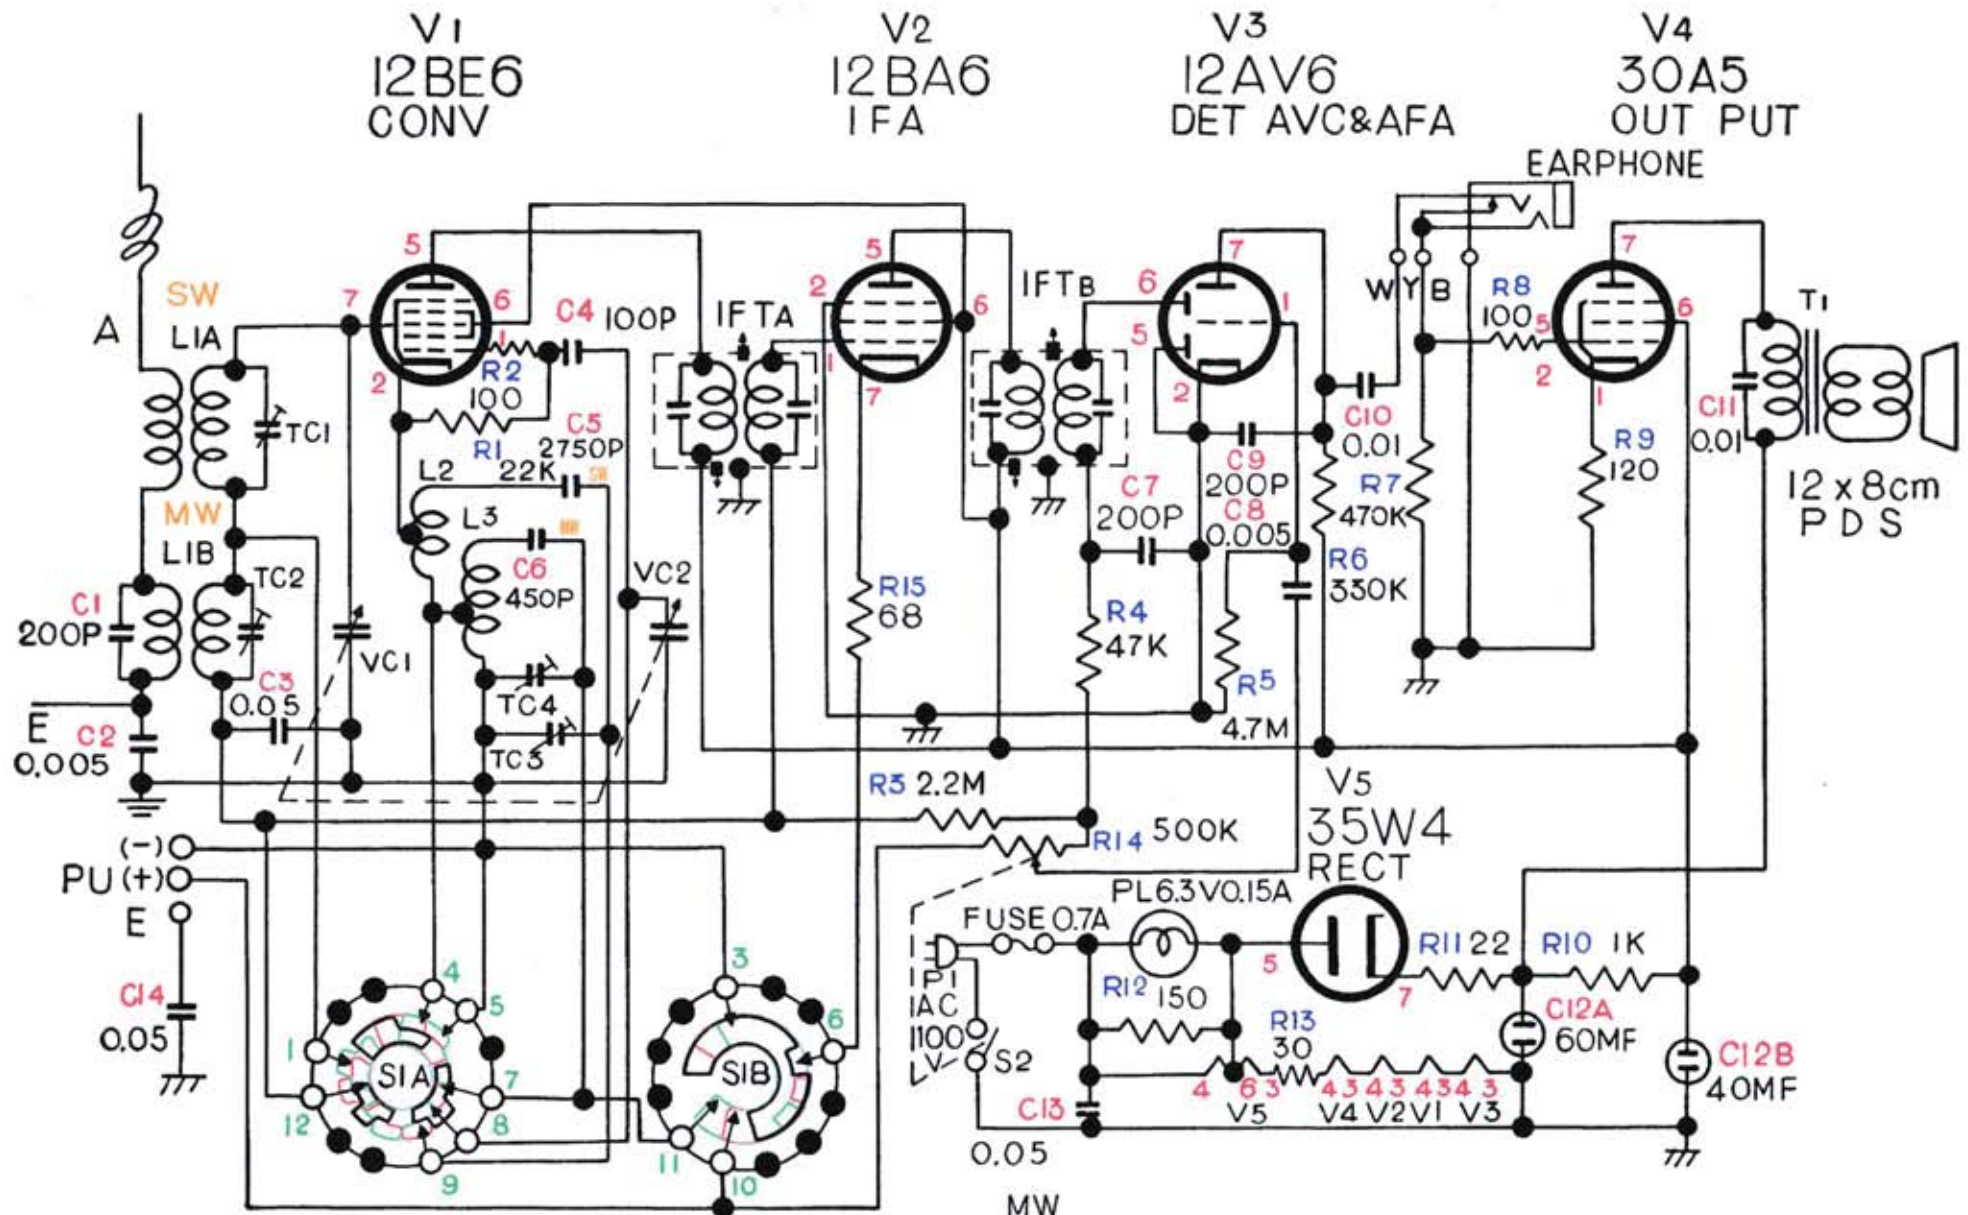 V1
12BE6
CONV
V2
12BA6
IFA
V3
12AV6
DET AVC&AFA
V4
30A5
OUT PUT
EARPHONE
A
SW
L1A
TC1
MW
L1B
TC2
C1
200P
E
C2
0.005
C3
0.05
VC1
7
5
6
1
2
C4
100P
R2
100
R1
22K
C5
2750P
SW
L2
L3
C6
450P
TC4
TC3
VC2
IFTA
2
5
6
1
7
R15
68
IFTB
6
5
7
1
2
C7
200P
C9
200P
C8
0.005
R4
47K
R5
4.7M
C10
0.01
R7
470K
R6
330K
W Y B
R8
100
5
7
6
2
1
R9
120
C11
0.01
T1
12 x 8cm
P D S
R3 2.2M
R14 500K
V5
35W4
RECT
(-)
PU (+)
E
C14
0.05
S1A
1
4
5
7
8
9
12
S1B
3
6
10
11
FUSE 0.7A
PL6.3V0.15A
P1
AC
100
V
S2
R12 150
5
7
R11 22
R10 1K
R13
30
C12A
60MF
C12B
40MF
4 6 3 4 3 4 3 4 3 4 3
V5 V4 V2 V1 V3
C13
0.05
MW